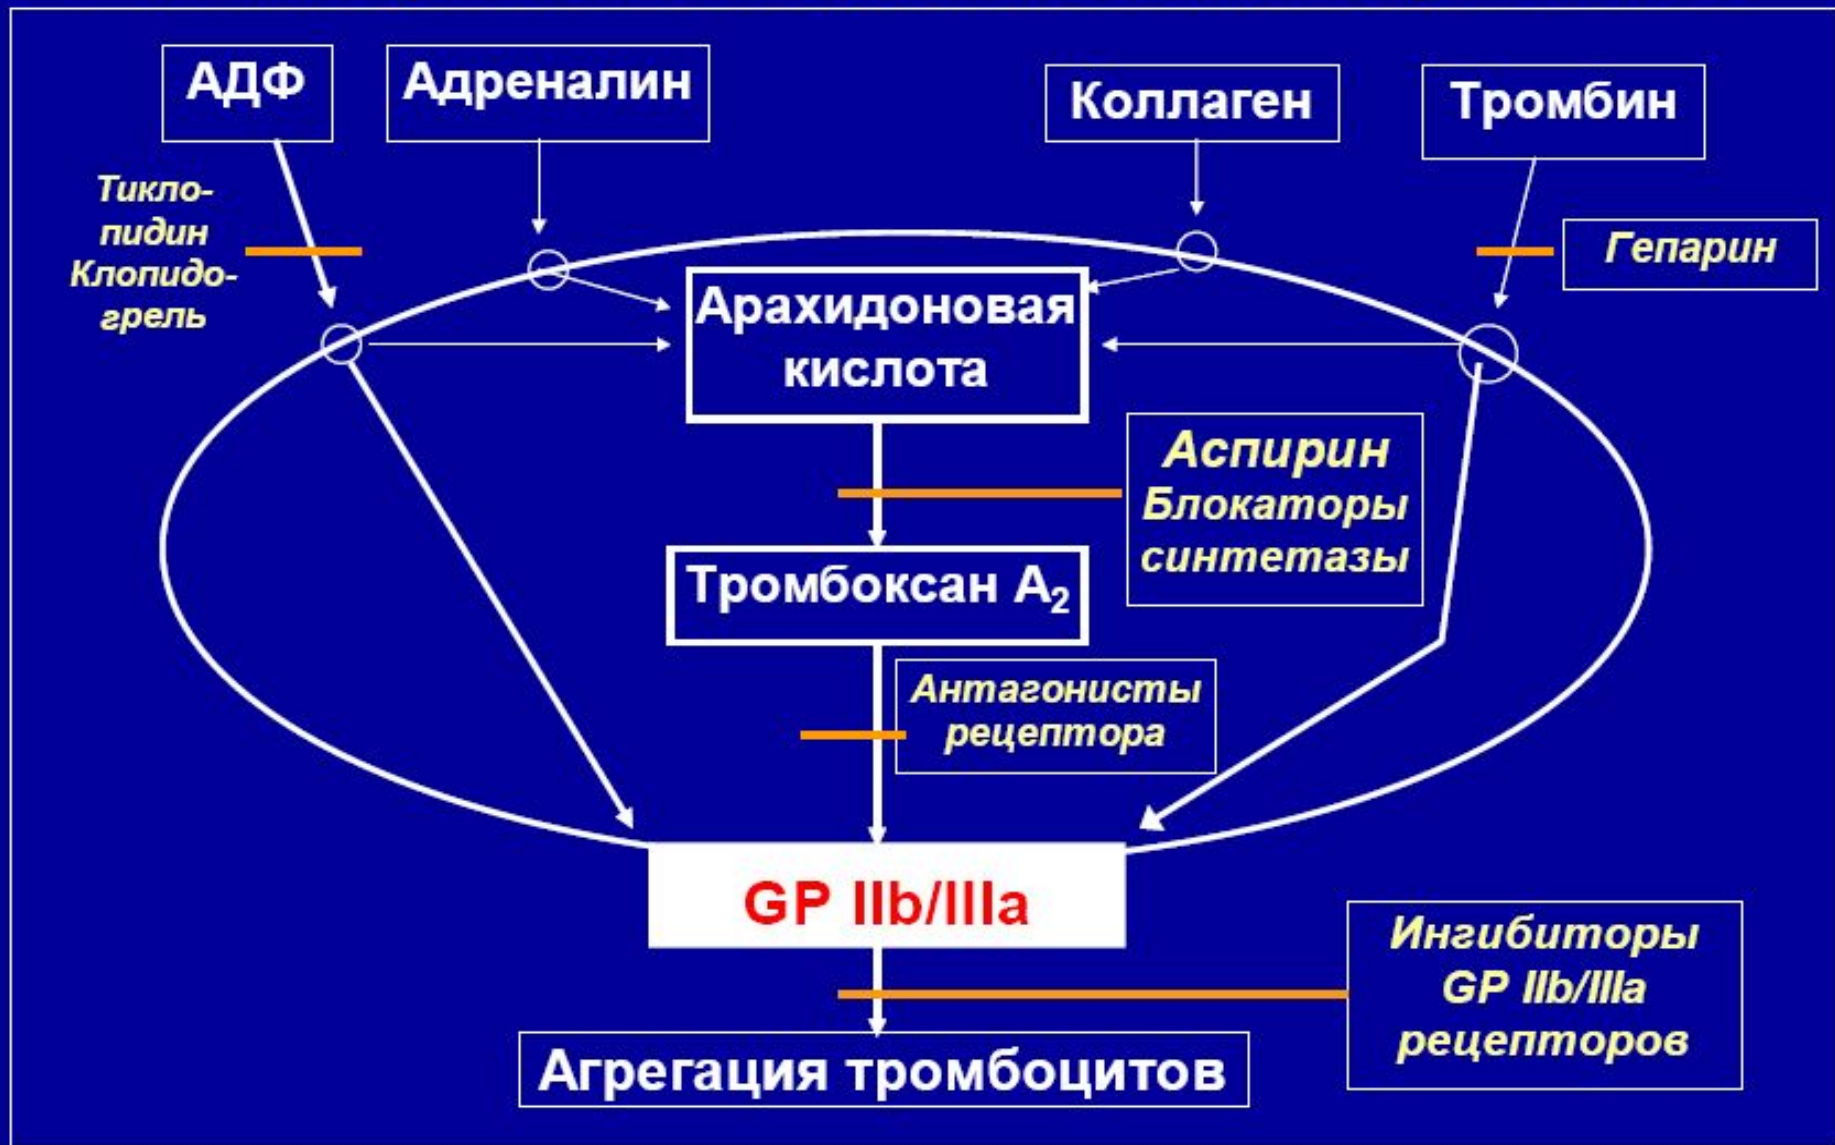 АДФ
Адреналин
Коллаген
Тромбин
Тикло-
пидин
Клопидо-
грель
Гепарин
Арахидоновая
кислота
Аспирин
Блокаторы
синтетазы
Тромбоксан А₂
Антагонисты
рецептора
GP IIb/IIIa
Ингибиторы
GP IIb/IIIa
рецепторов
Агрегация тромбоцитов